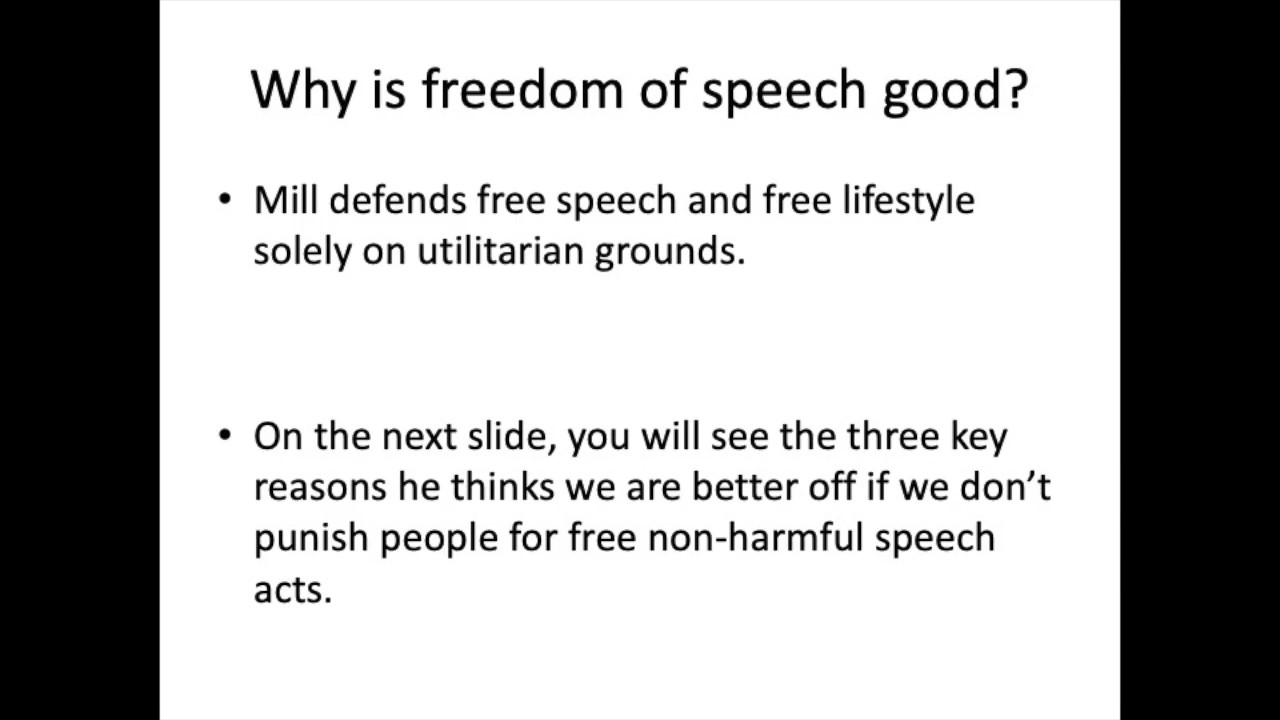 Why is freedom of speech good?
• Mill defends free speech and free lifestyle
solely on utilitarian grounds.
• On the next slide, you will see the three key
reasons he thinks we are better off if we don’t
punish people for free non-harmful speech
acts.